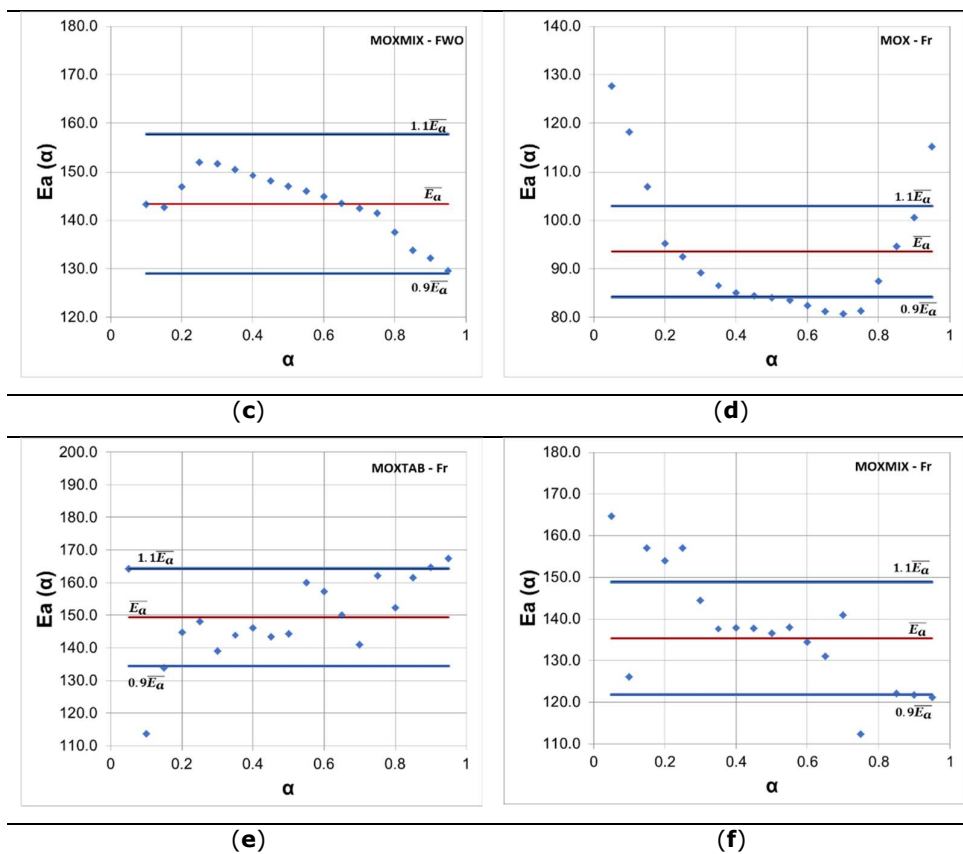 MOXMIX - FWO
180.0
170.0
160.0
150.0
140.0
130.0
120.0
0
0.2
0.4
0.6
0.8
1
Ea (α)
α
1.1Ēa
Ēa
0.9Ēa
MOX - Fr
140.0
130.0
120.0
110.0
100.0
90.0
80.0
0
0.2
0.4
0.6
0.8
1
Ea (α)
α
1.1Ēa
Ēa
0.9Ēa
(c)
(d)
MOXTAB - Fr
200.0
190.0
180.0
170.0
160.0
150.0
140.0
130.0
120.0
110.0
0
0.2
0.4
0.6
0.8
1
Ea (α)
α
1.1Ēa
Ēa
0.9Ēa
MOXMIX - Fr
180.0
170.0
160.0
150.0
140.0
130.0
120.0
110.0
0
0.2
0.4
0.6
0.8
1
Ea (α)
α
1.1Ēa
Ēa
0.9Ēa
(e)
(f)